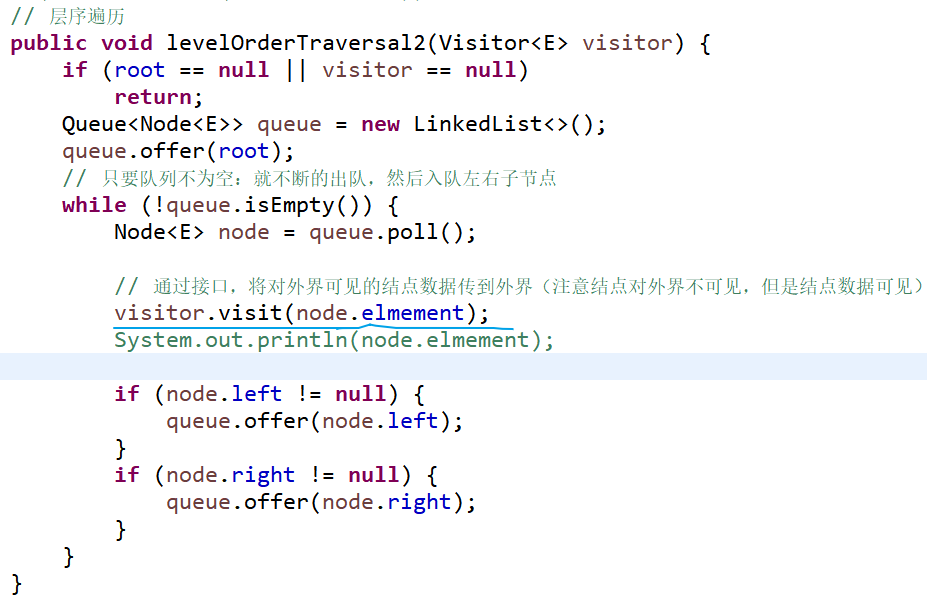 // 层序遍历
public void levelOrderTraversal2(Visitor<E> visitor) {
    if (root == null || visitor == null)
        return;
    Queue<Node<E>> queue = new LinkedList<>();
    queue.offer(root);
    // 只要队列不为空：就不断的出队，然后入队左右子节点
    while (!queue.isEmpty()) {
        Node<E> node = queue.poll();
        // 通过接口，将对外界可见的结点数据传到外界（注意结点对外界不可见，但是结点数据可见）
        visitor.visit(node.elmement);
        System.out.println(node.elmement);
        if (node.left != null) {
            queue.offer(node.left);
        }
        if (node.right != null) {
            queue.offer(node.right);
        }
    }
}